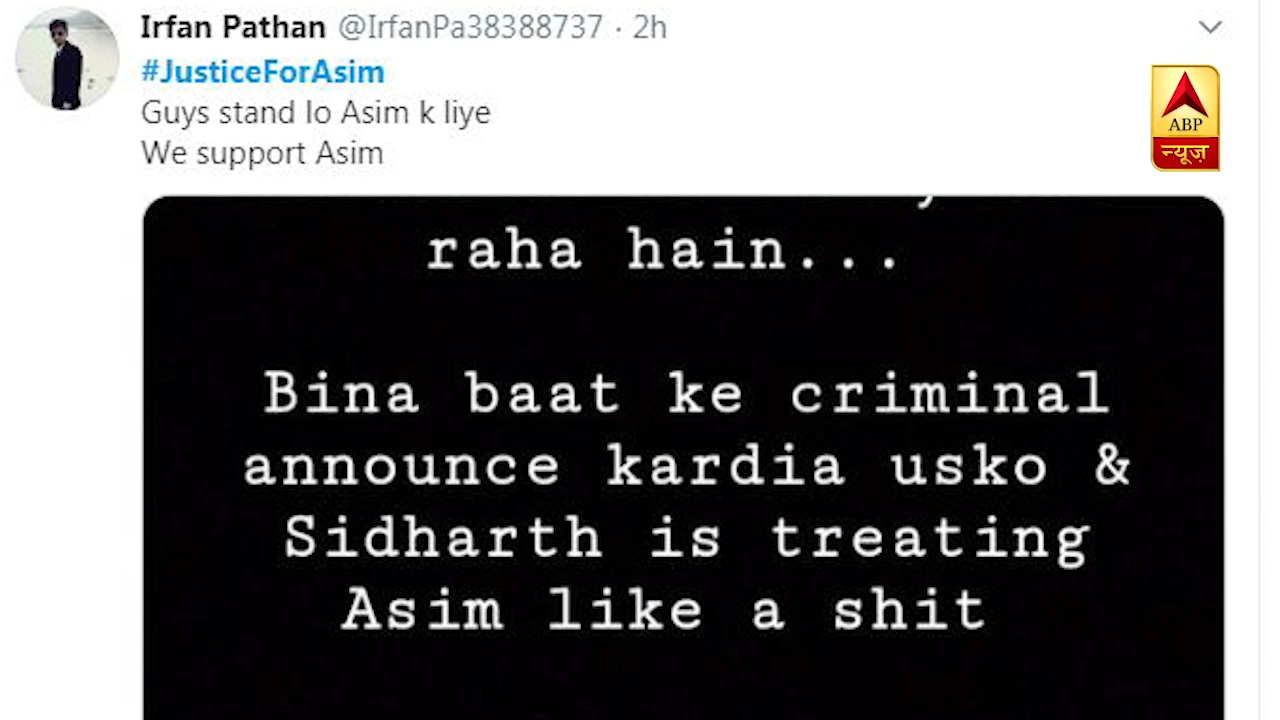 Irfan Pathan @IrfanPa38388737 · 2h
#JusticeForAsim
Guys stand lo Asim k liye
We support Asim
ABP
न्यूज़
raha hain...
Bina baat ke criminal
announce kardia usko &
Sidharth is treating
Asim like a shit